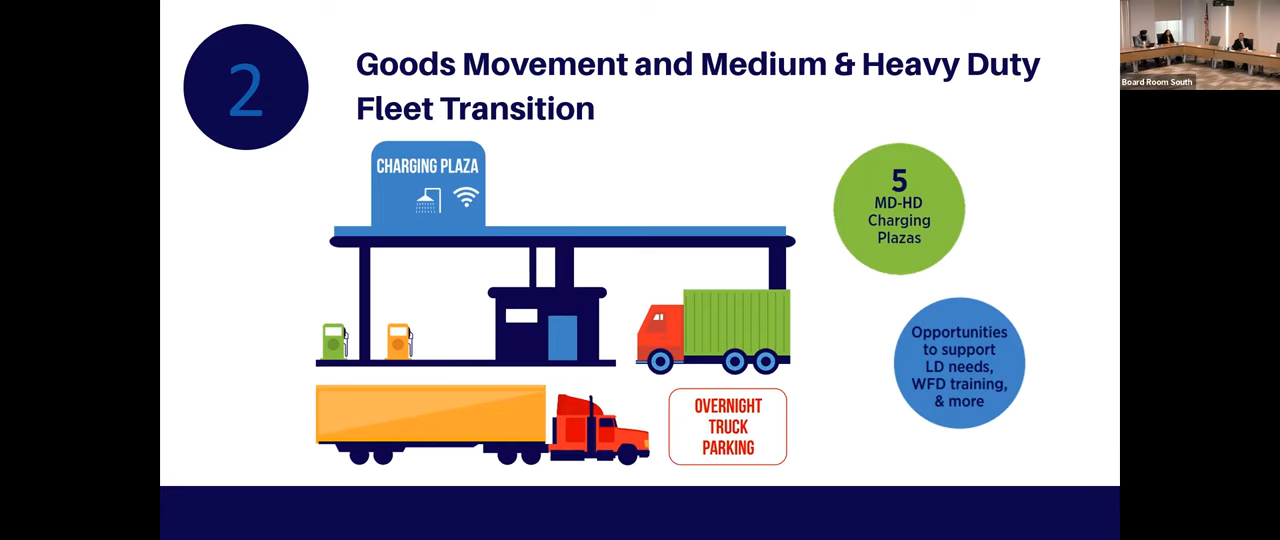 2
Goods Movement and Medium & Heavy Duty
Fleet Transition
CHARGING PLAZA
5
MD-HD
Charging
Plazas
Opportunities
to support
LD needs,
WFD training,
& more
OVERNIGHT
TRUCK
PARKING
Board Room South